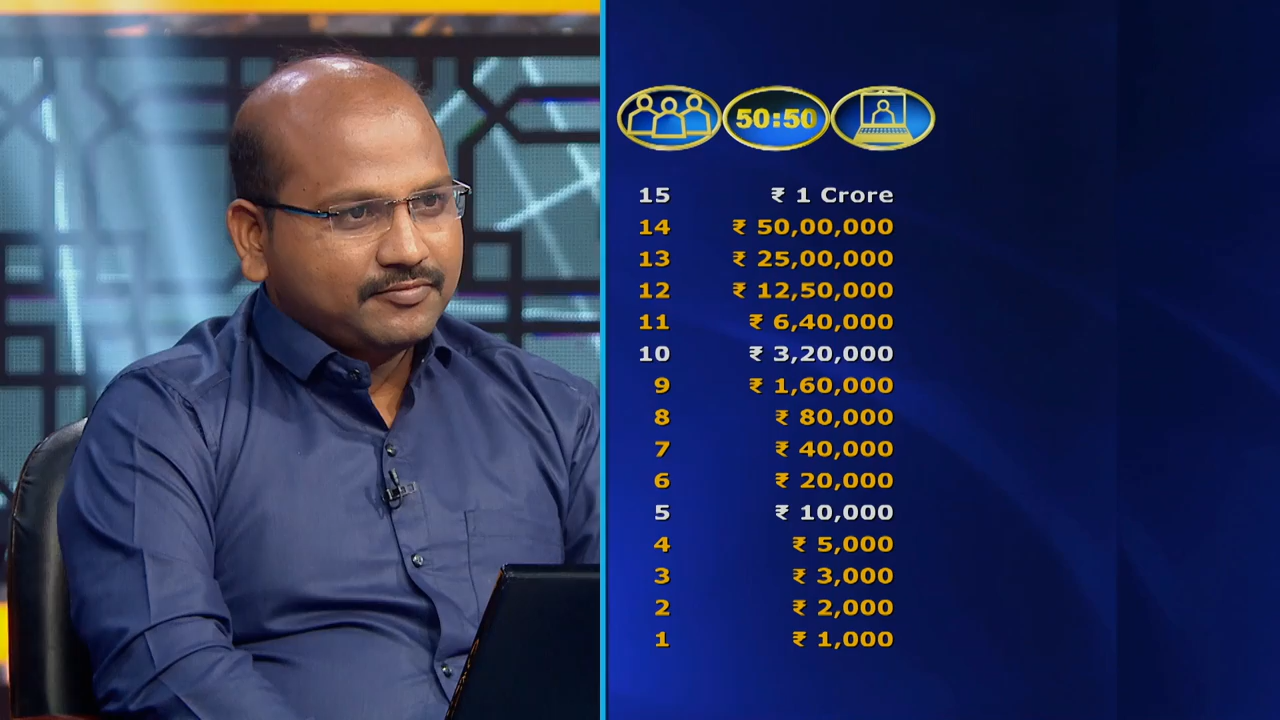 50:50
15 ₹ 1 Crore
14 ₹ 50,00,000
13 ₹ 25,00,000
12 ₹ 12,50,000
11 ₹ 6,40,000
10 ₹ 3,20,000
9 ₹ 1,60,000
8 ₹ 80,000
7 ₹ 40,000
6 ₹ 20,000
5 ₹ 10,000
4 ₹ 5,000
3 ₹ 3,000
2 ₹ 2,000
1 ₹ 1,000